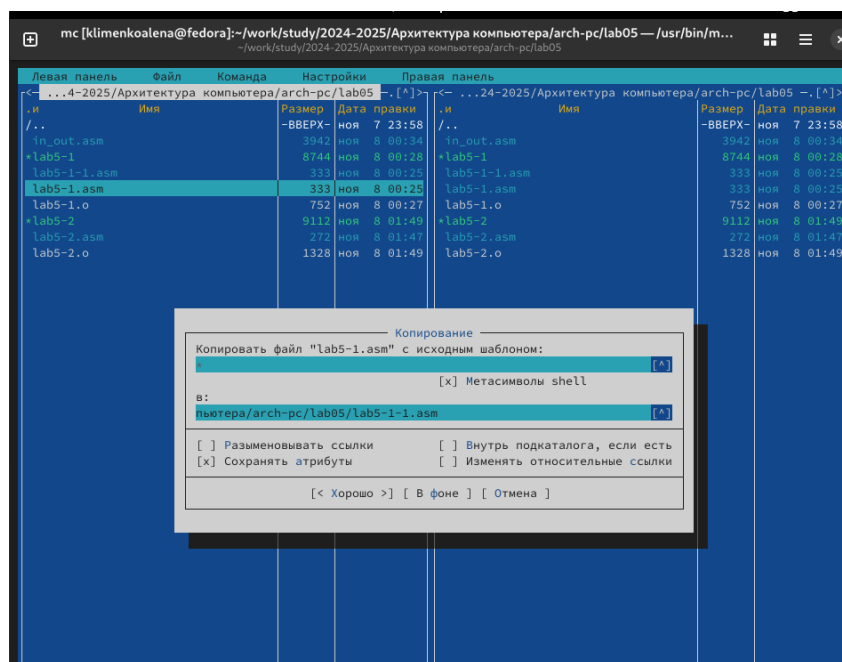 mc [klimenkoalena@fedora]:~/work/study/2024-2025/Архитектура компьютера/arch-pc/lab05 — /usr/bin/m...
~/work/study/2024-2025/Архитектура компьютера/arch-pc/lab05
Левая панель Файл Команда Настройки Правая панель
<— ...4-2025/Архитектура компьютера/arch-pc/lab05 —.[^]> <— ...24-2025/Архитектура компьютера/arch-pc/lab05 —.[^]>
.и Имя Размер Дата правки .и Имя Размер Дата правки
/.. -ВВЕРХ- ноя 7 23:58 /.. -ВВЕРХ- ноя 7 23:58
in_out.asm 3942 ноя 8 00:34 in_out.asm 3942 ноя 8 00:34
*lab5-1 8744 ноя 8 00:28 *lab5-1 8744 ноя 8 00:28
lab5-1-1.asm 333 ноя 8 00:25 lab5-1-1.asm 333 ноя 8 00:25
lab5-1.asm 333 ноя 8 00:25 lab5-1.asm 333 ноя 8 00:25
lab5-1.o 752 ноя 8 00:27 lab5-1.o 752 ноя 8 00:27
*lab5-2 9112 ноя 8 01:49 *lab5-2 9112 ноя 8 01:49
lab5-2.asm 272 ноя 8 01:47 lab5-2.asm 272 ноя 8 01:47
lab5-2.o 1328 ноя 8 01:49 lab5-2.o 1328 ноя 8 01:49
Копирование
Копировать файл "lab5-1.asm" с исходным шаблоном:
* [^]
[x] Метасимволы shell
в:
пьютера/arch-pc/lab05/lab5-1-1.asm [^]
[ ] Разыменовывать ссылки [ ] Внутрь подкаталога, если есть
[x] Сохранять атрибуты [ ] Изменять относительные ссылки
[< Хорошо >] [ В фоне ] [ Отмена ]